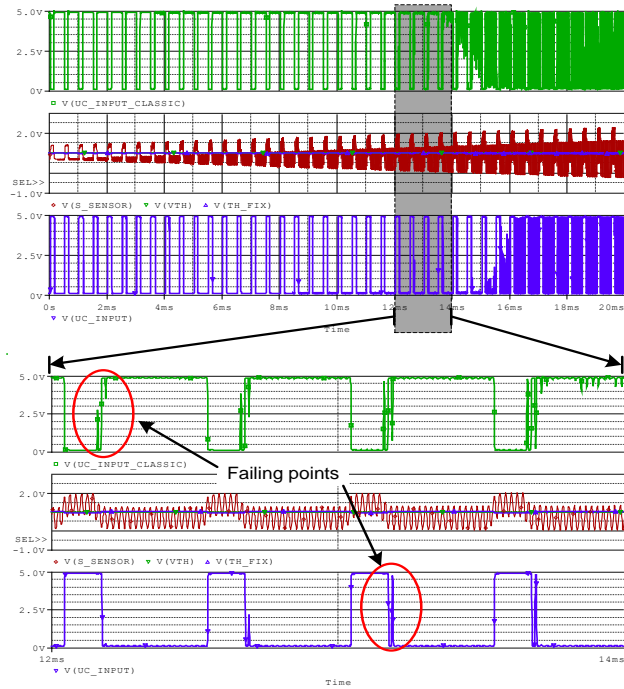 5.0V
2.5V
0V
V(UC_INPUT_CLASSIC)
2.0V
SEL>>
-1.0V
V(S_SENSOR) V(VTH) V(TH_FIX)
5.0V
2.5V
0V
0s 2ms 4ms 6ms 8ms 10ms 12ms 14ms 16ms 18ms 20ms
V(UC_INPUT) Time
5.0V
2.5V
0V
V(UC_INPUT_CLASSIC)
Failing points
2.0V
SEL>>
-1.0V
V(S_SENSOR) V(VTH) V(TH_FIX)
5.0V
2.5V
0V
12ms 14ms
V(UC_INPUT)
Time